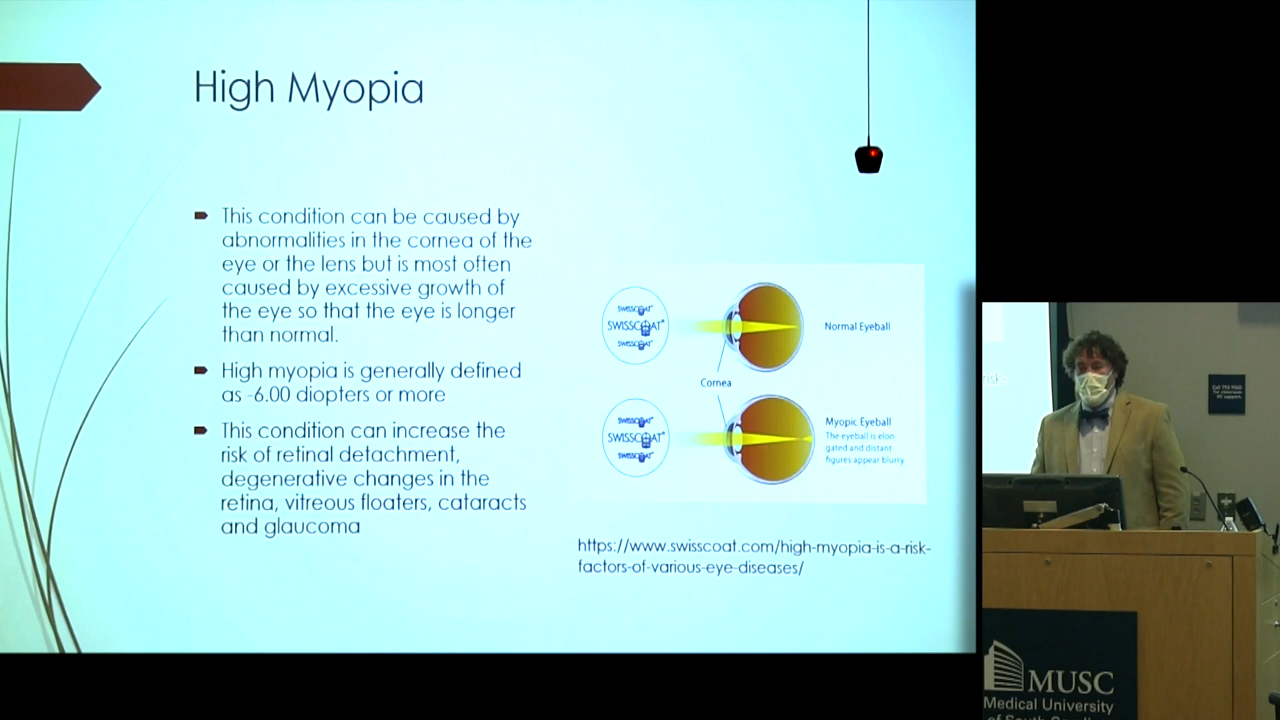 High Myopia
This condition can be caused by
abnormalities in the cornea of the
eye or the lens but is most often
caused by excessive growth of
the eye so that the eye is longer
than normal.
High myopia is generally defined
as -6.00 diopters or more
This condition can increase the
risk of retinal detachment,
degenerative changes in the
retina, vitreous floaters, cataracts
and glaucoma
SWISSCOAT
SWISSCOAT
SWISSCOAT
Normal Eyeball
Cornea
SWISSCOAT
SWISSCOAT
SWISSCOAT
Myopic Eyeball
The eyeball is elon
gated and distant
figures appear blurry
https://www.swisscoat.com/high-myopia-is-a-risk-
factors-of-various-eye-diseases/
risk-
MUSC
Medical University
of South